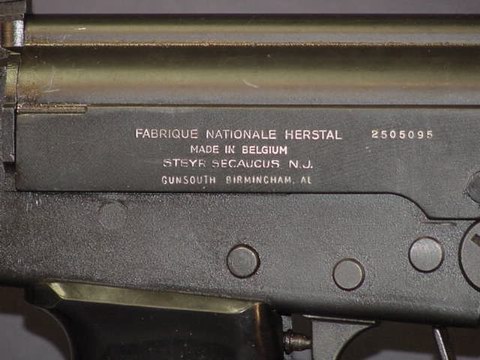 FABRIQUE NATIONALE HERSTAL 2505095
MADE IN BELGIUM
STEYR SECAUCUS N.J.
GUNSOUTH BIRMINGHAM, AL